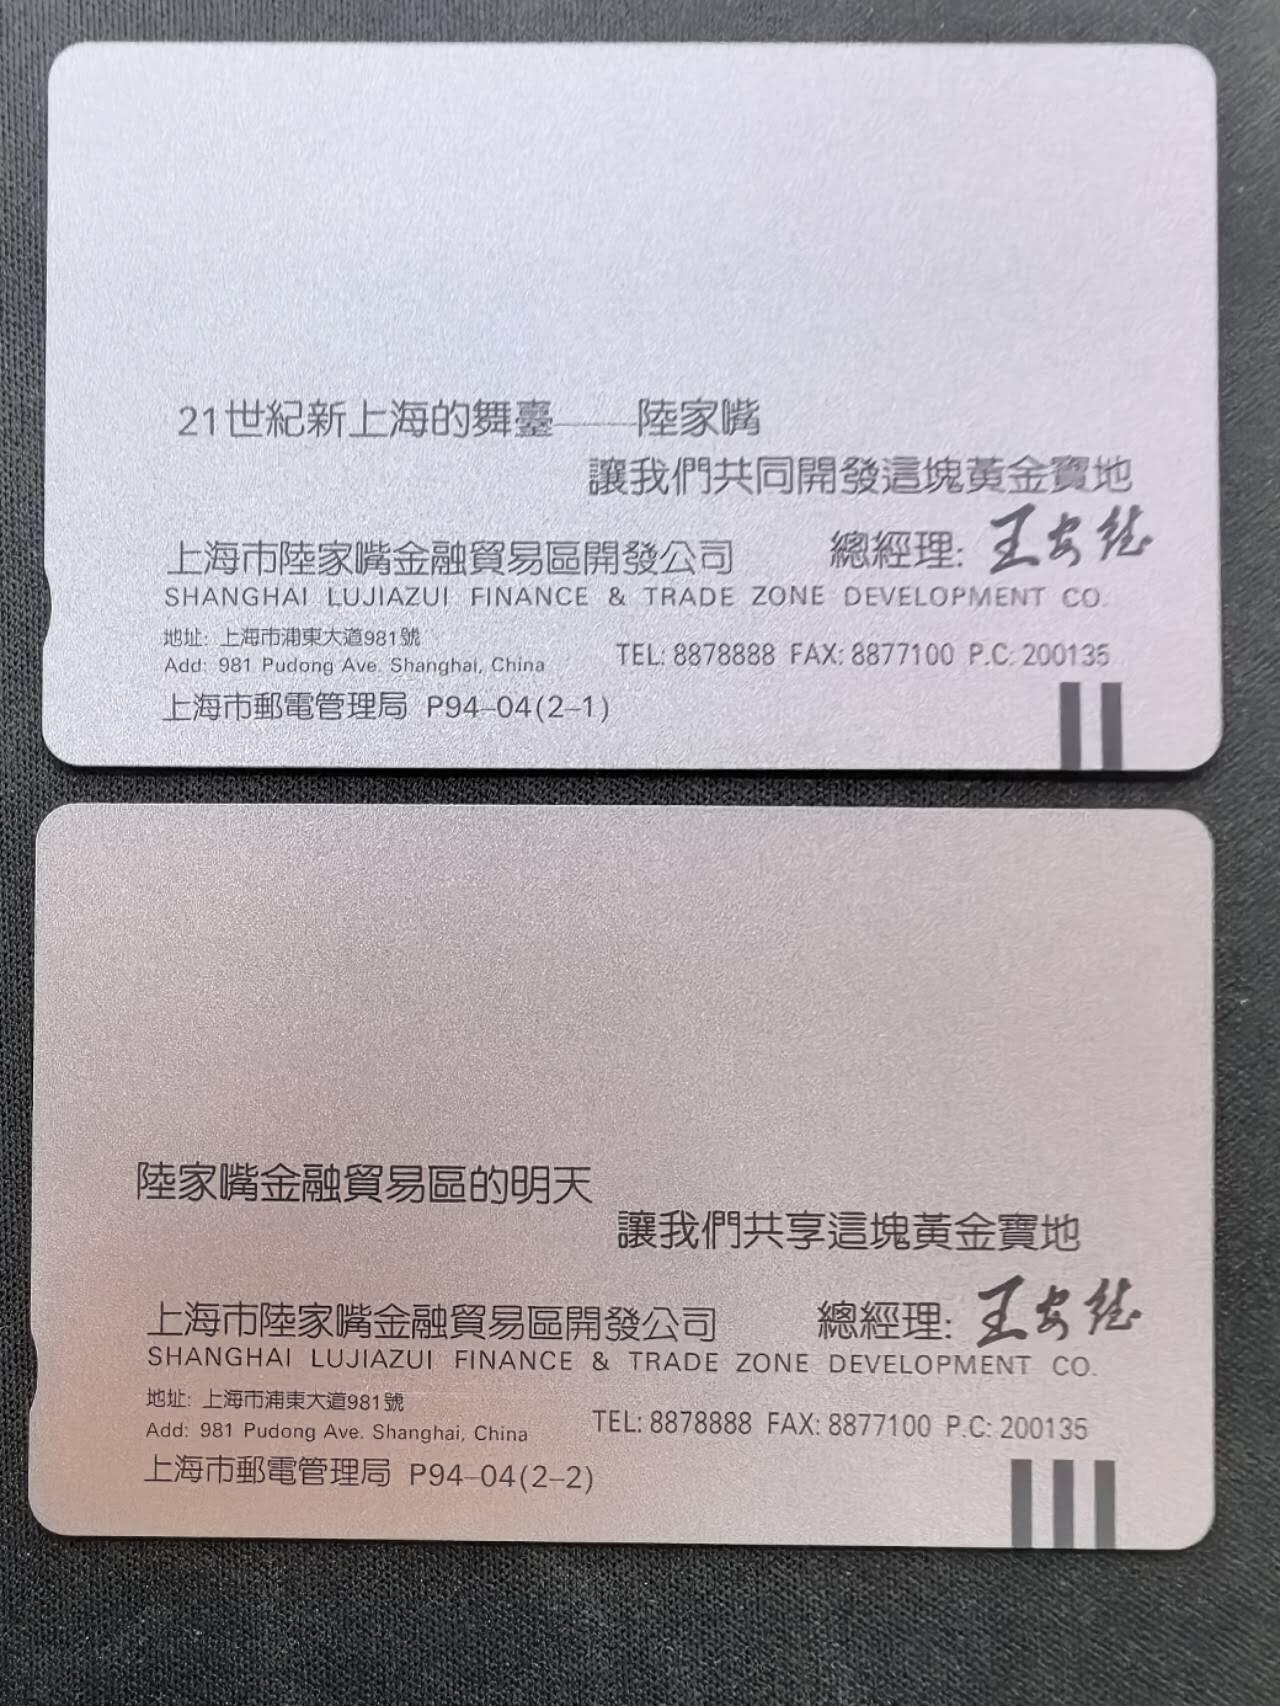 21世紀新上海的舞臺——陸家嘴
讓我們共同開發這塊黃金寶地
上海市陸家嘴金融貿易區開發公司 總經理: 王安德
SHANGHAI LUJIAZUI FINANCE & TRADE ZONE DEVELOPMENT CO.
地址: 上海市浦東大道981號
Add: 981 Pudong Ave. Shanghai, China TEL: 8878888 FAX: 8877100 P.C: 200135
上海市郵電管理局 P94-04(2-1)
陸家嘴金融貿易區的明天
讓我們共享這塊黃金寶地
上海市陸家嘴金融貿易區開發公司 總經理: 王安德
SHANGHAI LUJIAZUI FINANCE & TRADE ZONE DEVELOPMENT CO.
地址: 上海市浦東大道981號
Add: 981 Pudong Ave. Shanghai, China TEL: 8878888 FAX: 8877100 P.C: 200135
上海市郵電管理局 P94-04(2-2)